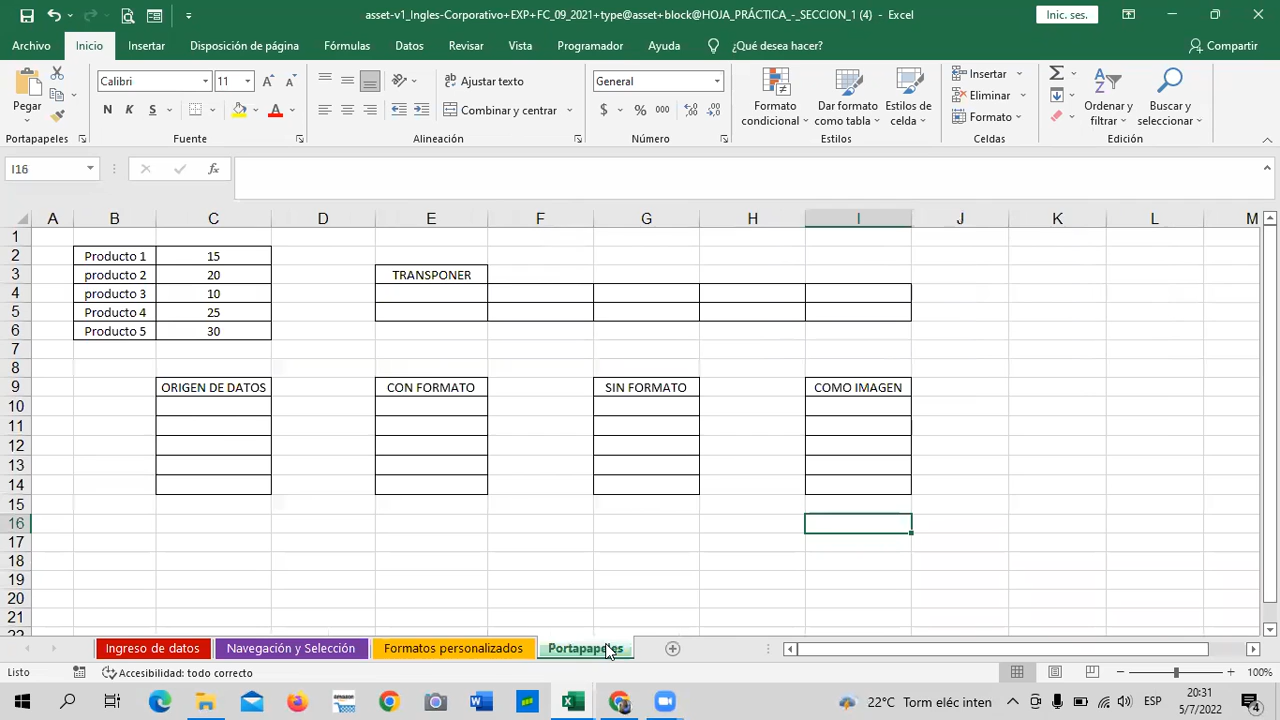 asset-v1_Ingles-Corporativo+EXP+FC_09_2021+type@asset+block@HOJA_PRÁCTICA_-_SECCION_1 (4) - Excel
Inic. ses.
Archivo Inicio Insertar Disposición de página Fórmulas Datos Revisar Vista Programador Ayuda ¿Qué desea hacer? Compartir
Pegar
Portapapeles
Calibri 11
N K S
Fuente
Ajustar texto
Combinar y centrar
Alineación
General
$ % 000
Número
Formato condicional
Dar formato como tabla
Estilos de celda
Estilos
Insertar
Eliminar
Formato
Celdas
Ordenar y filtrar
Buscar y seleccionar
Edición
I16 fx
A B C D E F G H I J K L M
1
2 Producto 1 15
3 producto 2 20 TRANSPONER
4 producto 3 10
5 Producto 4 25
6 Producto 5 30
7
8
9 ORIGEN DE DATOS CON FORMATO SIN FORMATO COMO IMAGEN
10
11
12
13
14
15
16
17
18
19
20
21
22
Ingreso de datos Navegación y Selección Formatos personalizados Portapapeles
Listo Accesibilidad: todo correcto 100%
22°C Torm eléc inten ESP 20:31
5/7/2022
4